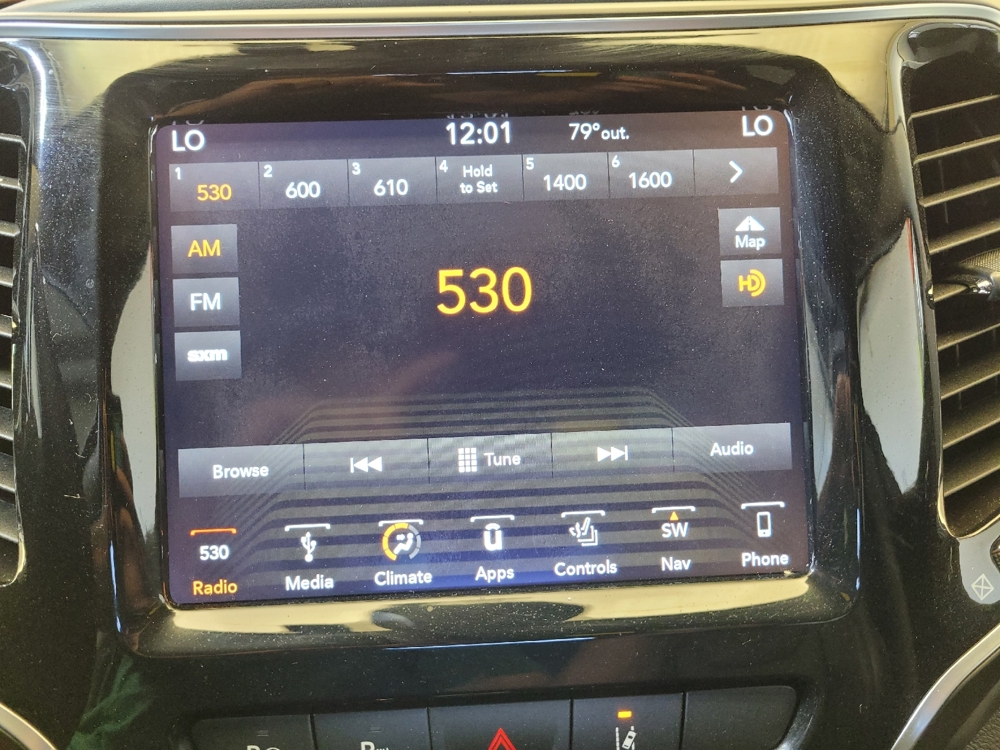 LO 12:01 79°out. LO
1 530
2 600
3 610
4 Hold
to Set
5 1400
6 1600
AM
FM
sxm
530
Map
HD
Browse
Tune
Audio
530
Radio
Media
Climate
u
Apps
Controls
SW
Nav
Phone